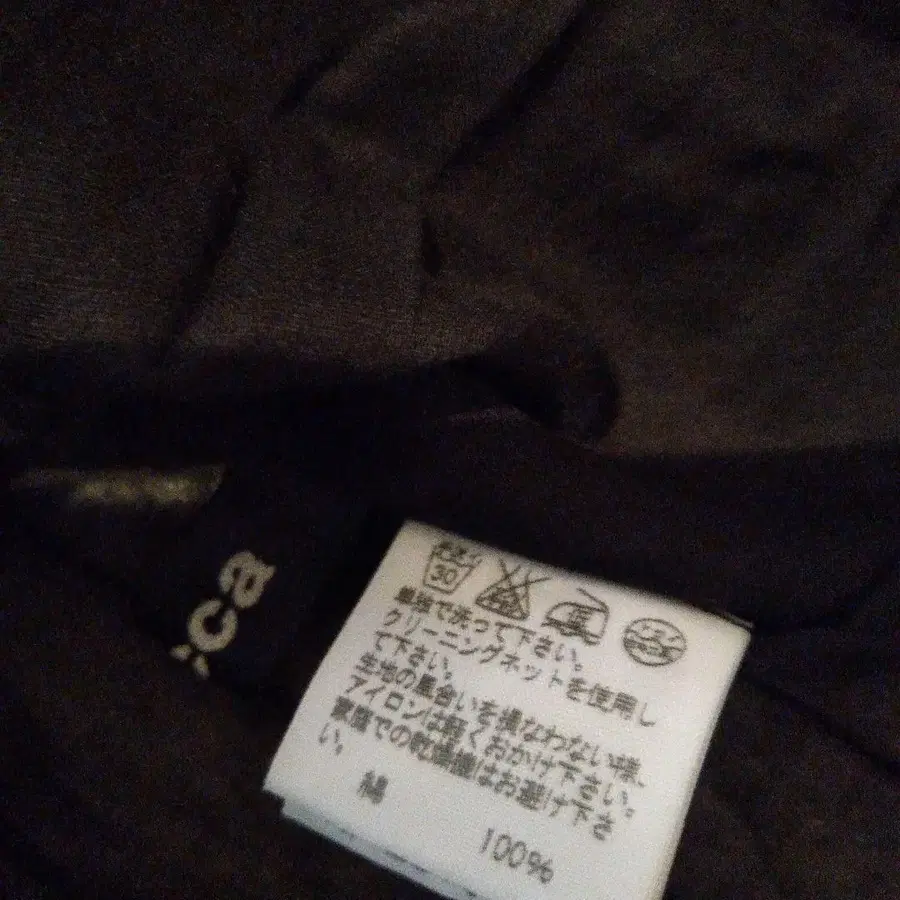 ica
30
単独で洗って下さい。
クリーニングネットを使用し
て下さい。
生地の風合いを損なわない様、
アイロンは軽くおかけ下さい。
家庭での乾燥機はお避け下さ
い。
綿
100%